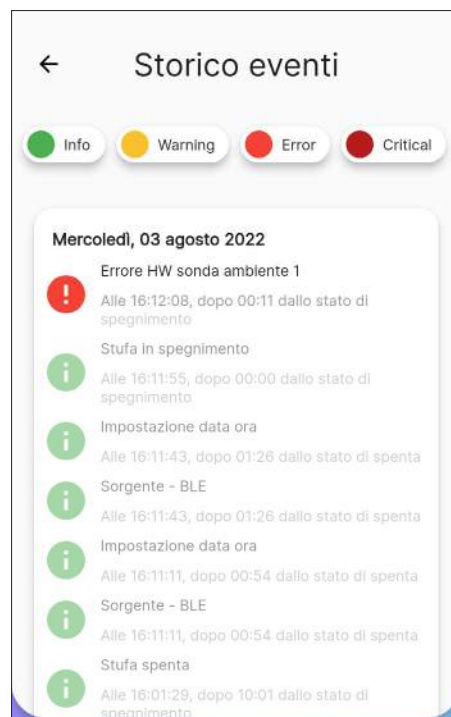 Storico eventi
Info
Warning
Error
Critical
Mercoledì, 03 agosto 2022
Errore HW sonda ambiente 1
Alle 16:12:08, dopo 00:11 dallo stato di
spegnimento
Stufa in spegnimento
Alle 16:11:55, dopo 00:00 dallo stato di
spegnimento
Impostazione data ora
Alle 16:11:43, dopo 01:26 dallo stato di spenta
Sorgente - BLE
Alle 16:11:43, dopo 01:26 dallo stato di spenta
Impostazione data ora
Alle 16:11:11, dopo 00:54 dallo stato di spenta
Sorgente - BLE
Alle 16:11:11, dopo 00:54 dallo stato di spenta
Stufa spenta
Alle 16:01:29, dopo 10:01 dallo stato di
spegnimento